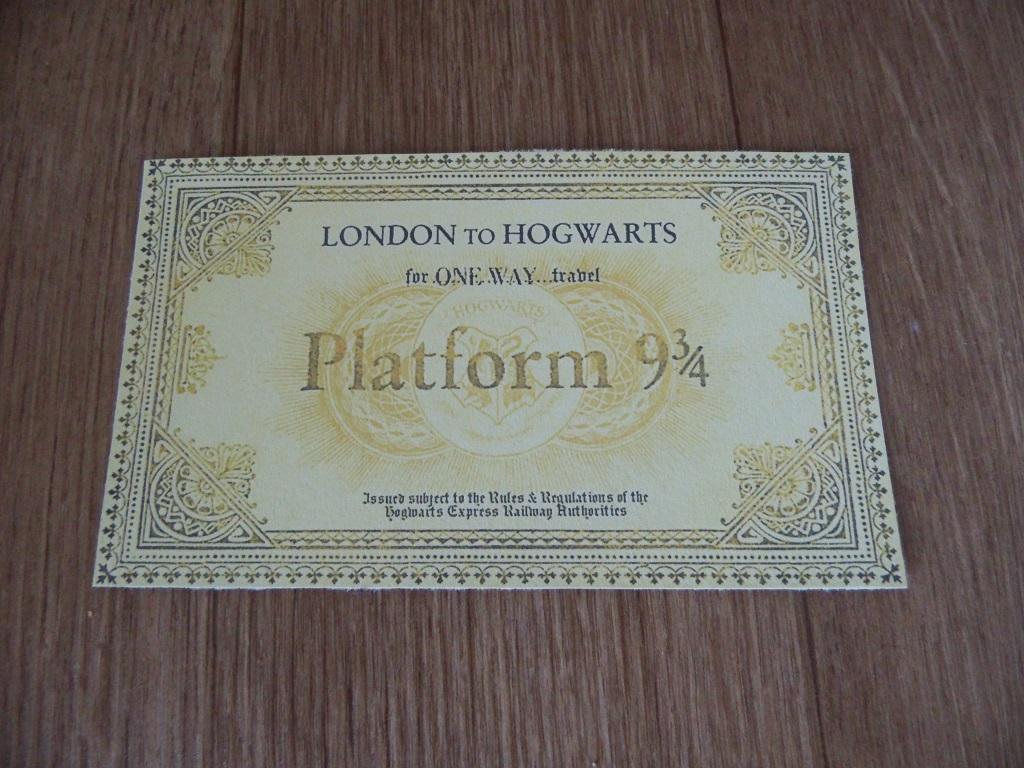 LONDON TO HOGWARTS
for ONE WAY...travel
HOGWARTS
Platform 9¾
Issued subject to the Rules & Regulations of the
Hogwarts Express Railway Authorities